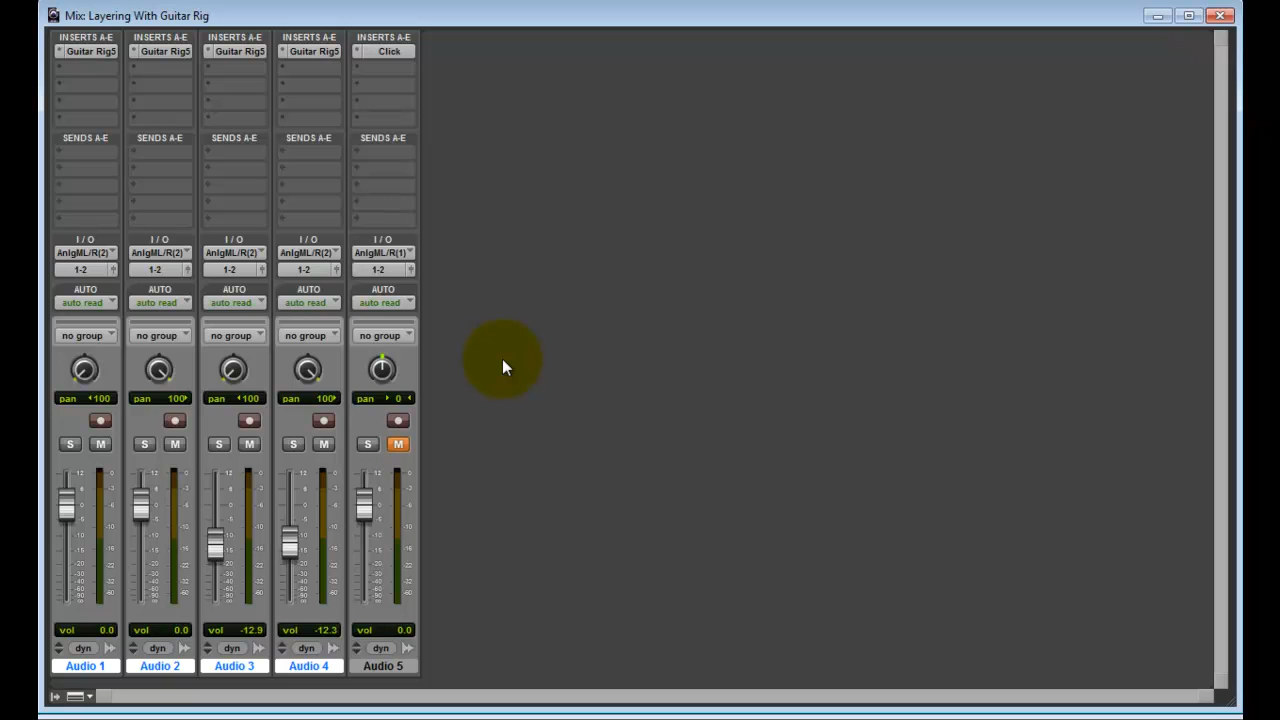 Mix: Layering With Guitar Rig
INSERTS A-E INSERTS A-E INSERTS A-E INSERTS A-E INSERTS A-E
Guitar Rig5 Guitar Rig5 Guitar Rig5 Guitar Rig5 Click
SENDS A-E SENDS A-E SENDS A-E SENDS A-E SENDS A-E
I / O I / O I / O I / O I / O
AnlgML/R(2) AnlgML/R(2) AnlgML/R(2) AnlgML/R(2) AnlgML/R(1)
1-2 1-2 1-2 1-2 1-2
AUTO AUTO AUTO AUTO AUTO
auto read auto read auto read auto read auto read
no group no group no group no group no group
pan 100 pan 100 pan 100 pan 100 pan 0
S M S M S M S M S M
vol 0.0 vol 0.0 vol -12.9 vol -12.3 vol 0.0
dyn dyn dyn dyn dyn
Audio 1 Audio 2 Audio 3 Audio 4 Audio 5